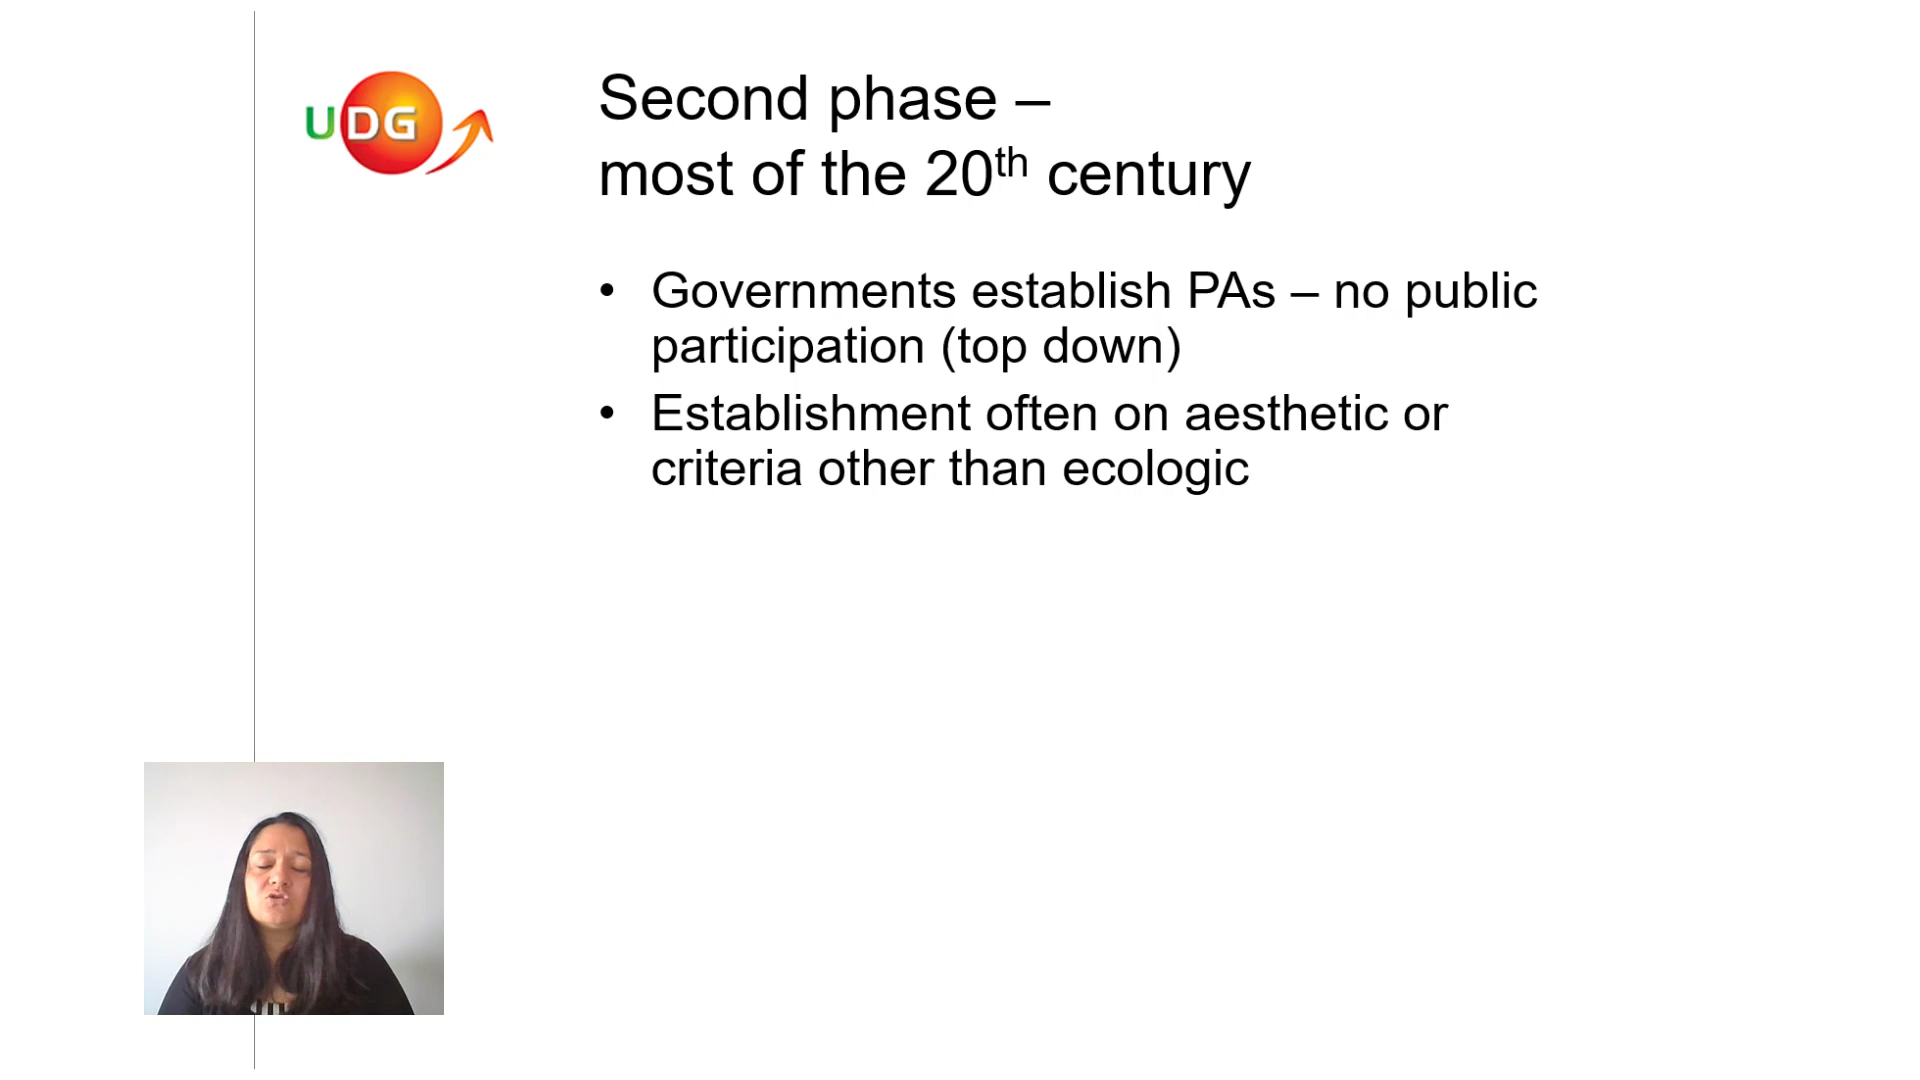 UDG
Second phase –
most of the 20th century
• Governments establish PAs – no public
participation (top down)
• Establishment often on aesthetic or
criteria other than ecologic